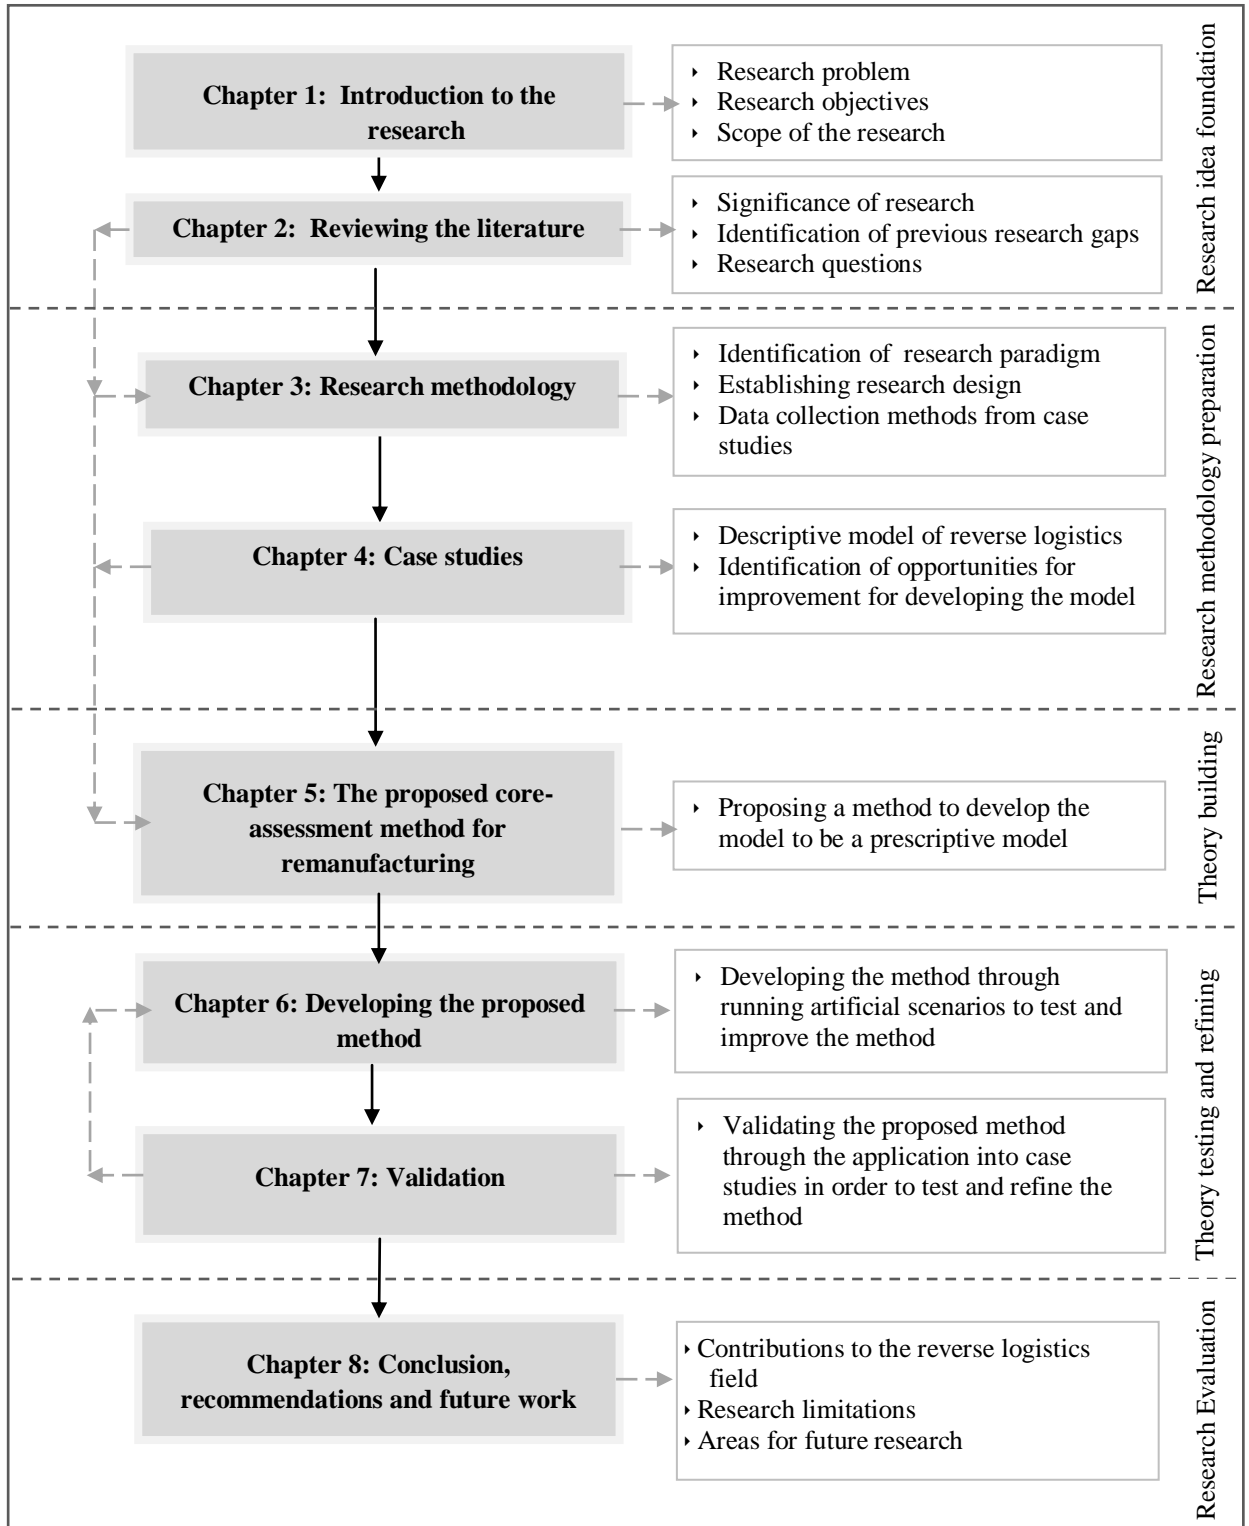 Chapter 1:  Introduction to the
research
‣ Research problem
‣ Research objectives
‣ Scope of the research
Research idea foundation
Chapter 2:  Reviewing the literature
‣ Significance of research
‣ Identification of previous research gaps
‣ Research questions
Chapter 3: Research methodology
‣ Identification of  research paradigm
‣ Establishing research design
‣ Data collection methods from case
studies
Research methodology preparation
Chapter 4: Case studies
‣ Descriptive model of reverse logistics
‣ Identification of opportunities for
improvement for developing the model
Chapter 5: The proposed core-
assessment method for
remanufacturing
‣ Proposing a method to develop the
model to be a prescriptive model
Theory building
Chapter 6: Developing the proposed
method
‣ Developing the method through
running artificial scenarios to test and
improve the method
Theory testing and refining
Chapter 7: Validation
‣ Validating the proposed method
through the application into case
studies in order to test and refine the
method
Chapter 8: Conclusion,
recommendations and future work
‣ Contributions to the reverse logistics
field
‣ Research limitations
‣ Areas for future research
Research Evaluation